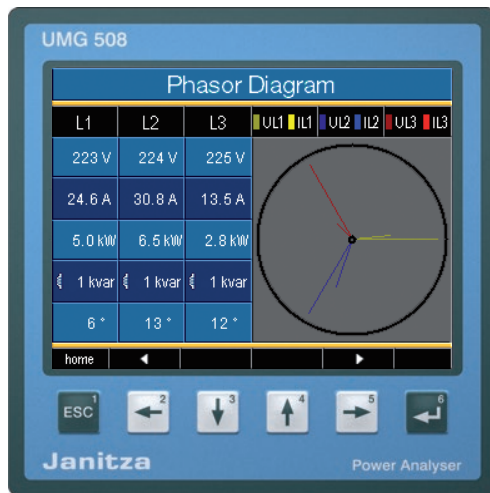 UMG 508
Phasor Diagram
L1 L2 L3 UL1 IL1 UL2 IL2 UL3 IL3
223 V 224 V 225 V
24.6 A 30.8 A 13.5 A
5.0 kW 6.5 kW 2.8 kW
1 kvar 1 kvar 1 kvar
6 ° 13 ° 12 °
home
ESC 1 2 3 4 5 6
Janitza Power Analyser